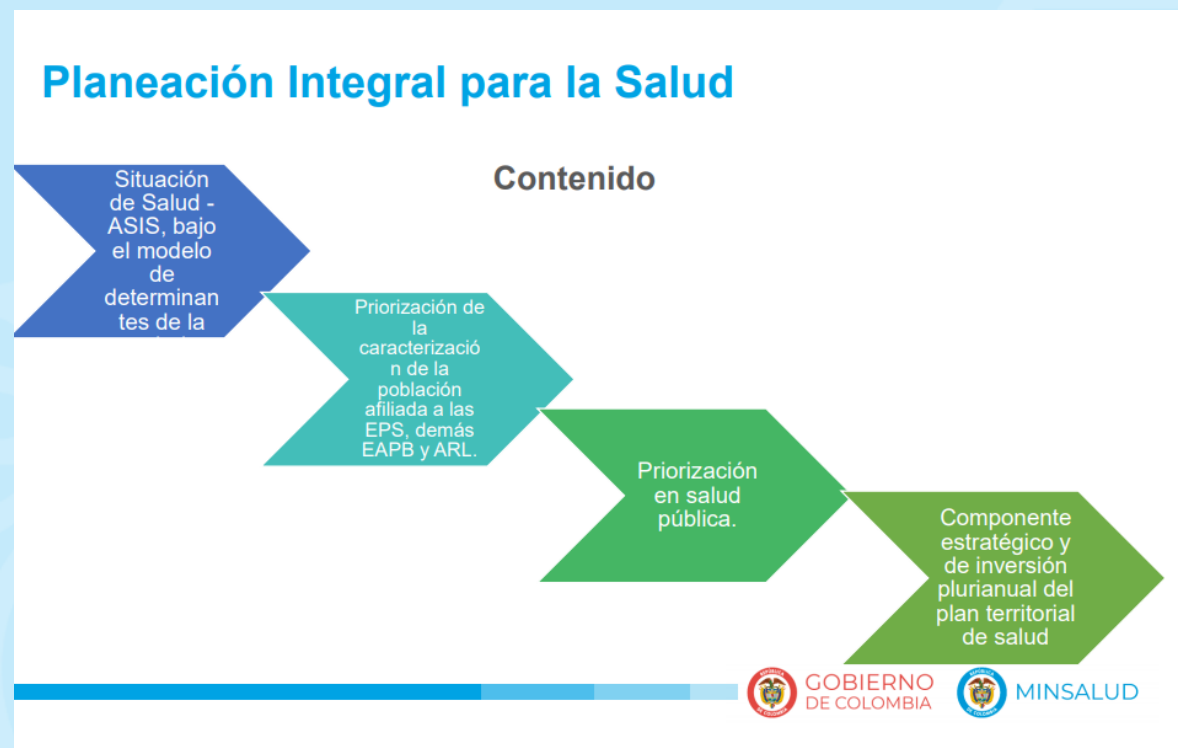 Planeación Integral para la Salud
Contenido
Situación
de Salud -
ASIS, bajo
el modelo
de
determinan
tes de la
Priorización de
la
caracterizació
n de la
población
afiliada a las
EPS, demás
EAPB y ARL.
Priorización
en salud
pública.
Componente
estratégico y
de inversión
plurianual del
plan territorial
de salud
GOBIERNO
DE COLOMBIA
MINSALUD